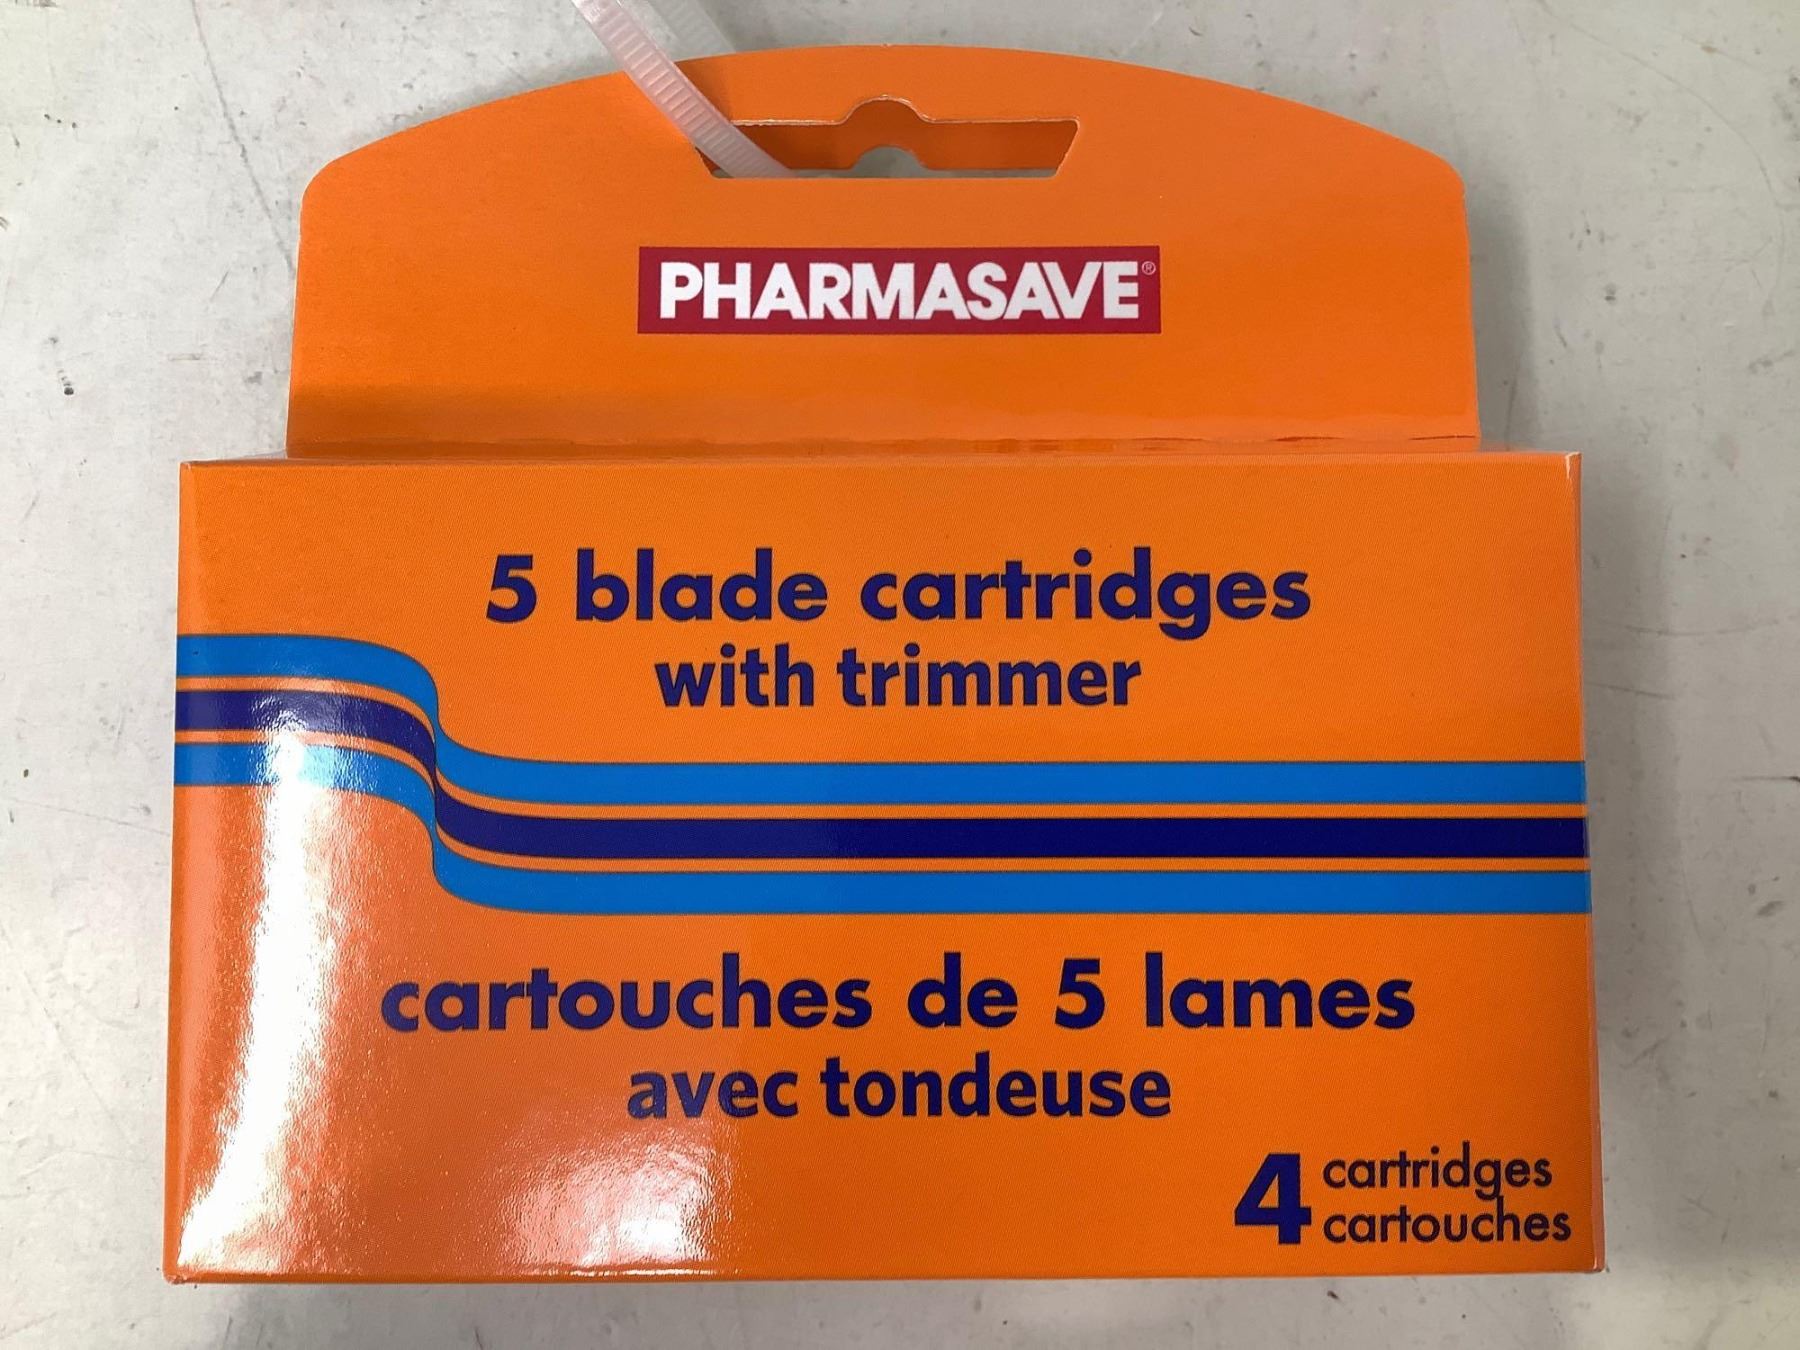 PHARMASAVE®
5 blade cartridges
with trimmer
cartouches de 5 lames
avec tondeuse
4 cartridges
cartouches